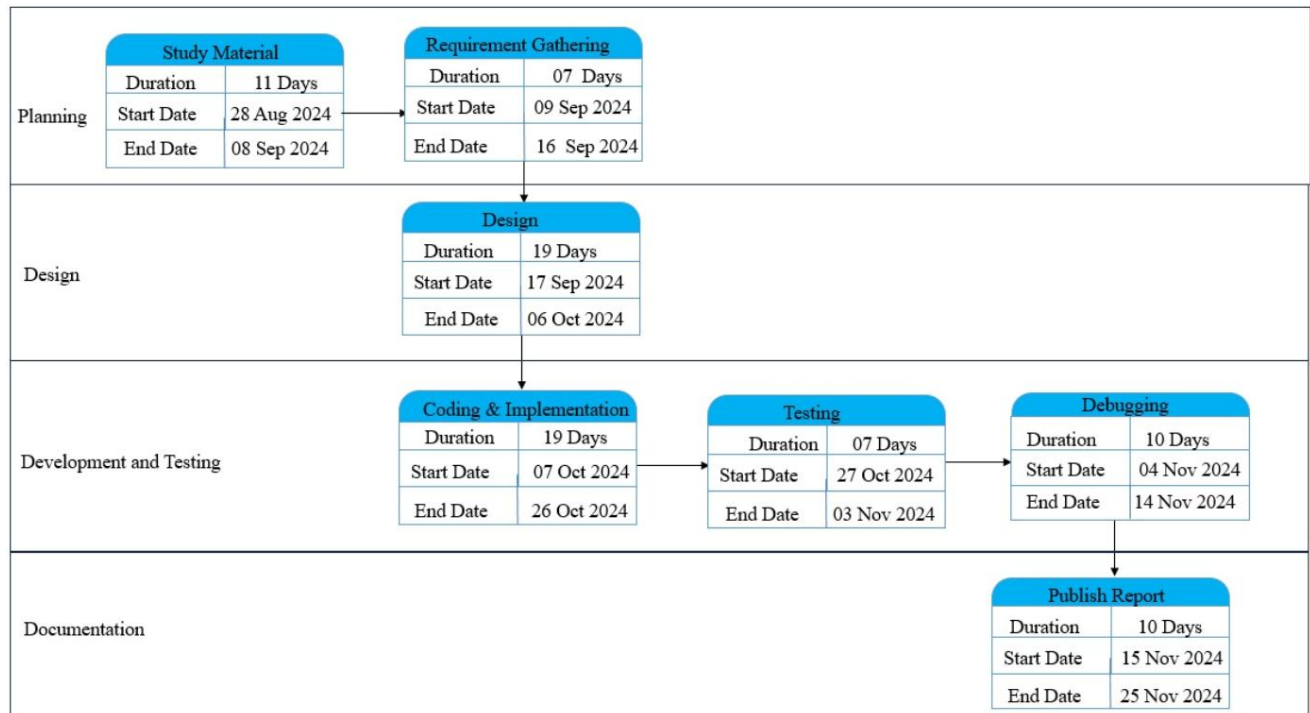 Planning
Study Material
Duration 11 Days
Start Date 28 Aug 2024
End Date 08 Sep 2024
Requirement Gathering
Duration 07 Days
Start Date 09 Sep 2024
End Date 16 Sep 2024
Design
Design
Duration 19 Days
Start Date 17 Sep 2024
End Date 06 Oct 2024
Development and Testing
Coding & Implementation
Duration 19 Days
Start Date 07 Oct 2024
End Date 26 Oct 2024
Testing
Duration 07 Days
Start Date 27 Oct 2024
End Date 03 Nov 2024
Debugging
Duration 10 Days
Start Date 04 Nov 2024
End Date 14 Nov 2024
Documentation
Publish Report
Duration 10 Days
Start Date 15 Nov 2024
End Date 25 Nov 2024